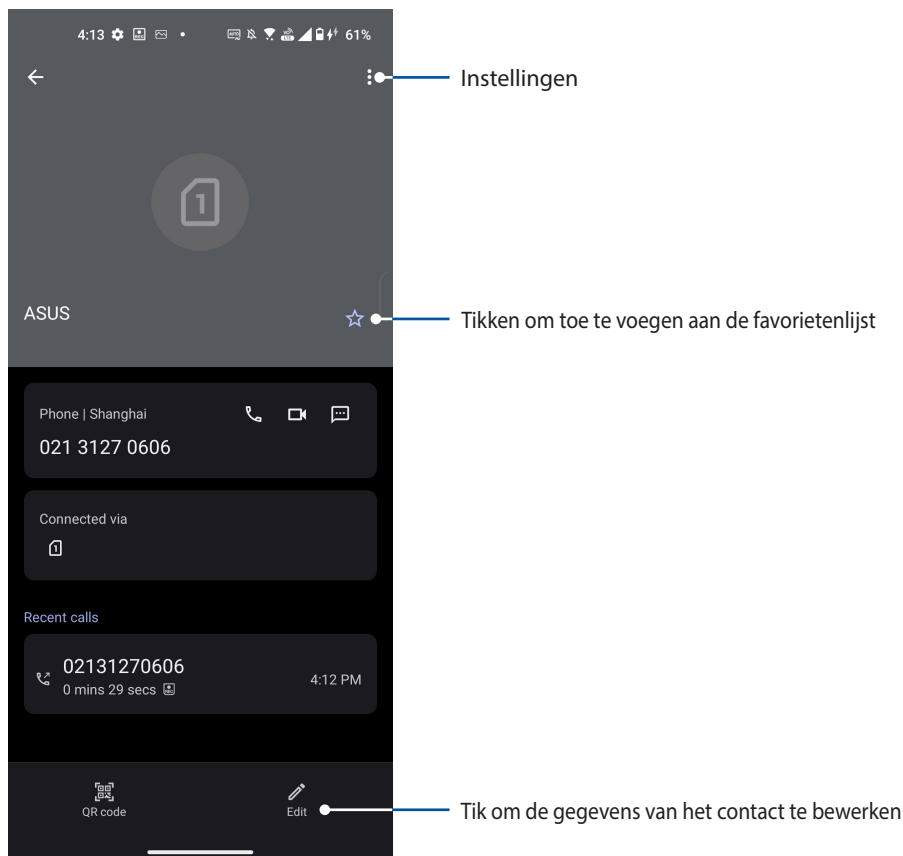 4:13 61%
Instellingen
1
ASUS
Tikken om toe te voegen aan de favorietenlijst
Phone | Shanghai
021 3127 0606
Connected via
1
Recent calls
02131270606
4:12 PM
0 mins 29 secs
QR code
Edit
Tik om de gegevens van het contact te bewerken